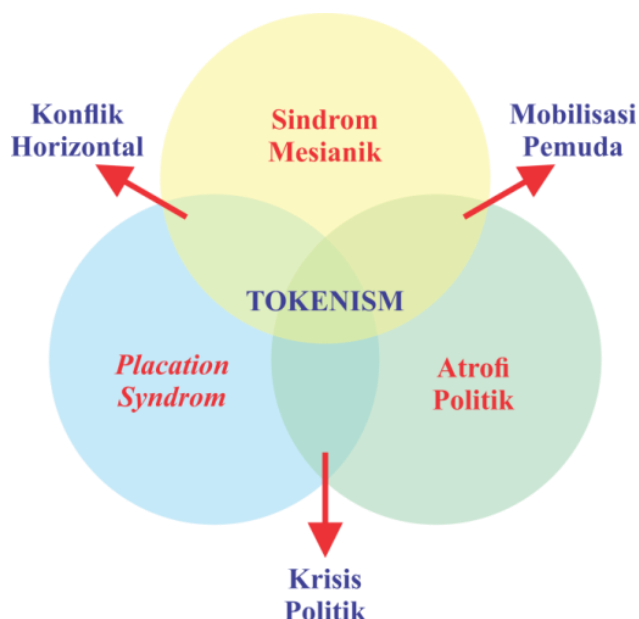 Konflik
Horizontal
Sindrom
Mesianik
Mobilisasi
Pemuda
TOKENISM
Placation
Syndrom
Atrofi
Politik
Krisis
Politik